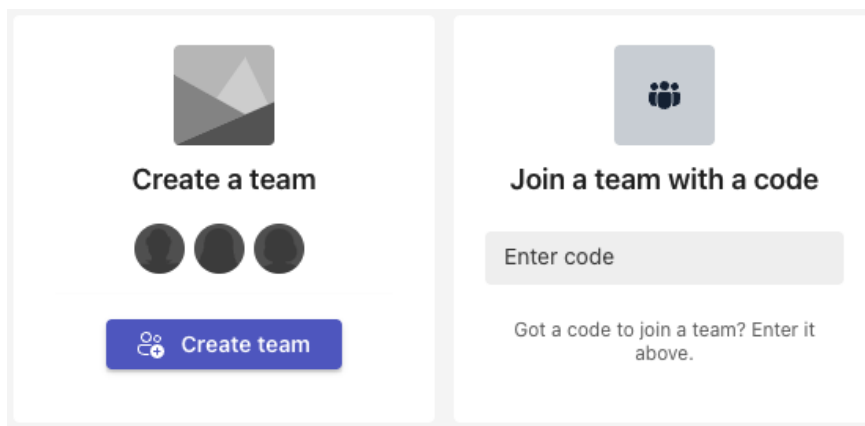 Create a team
Create team
Join a team with a code
Enter code
Got a code to join a team? Enter it
above.